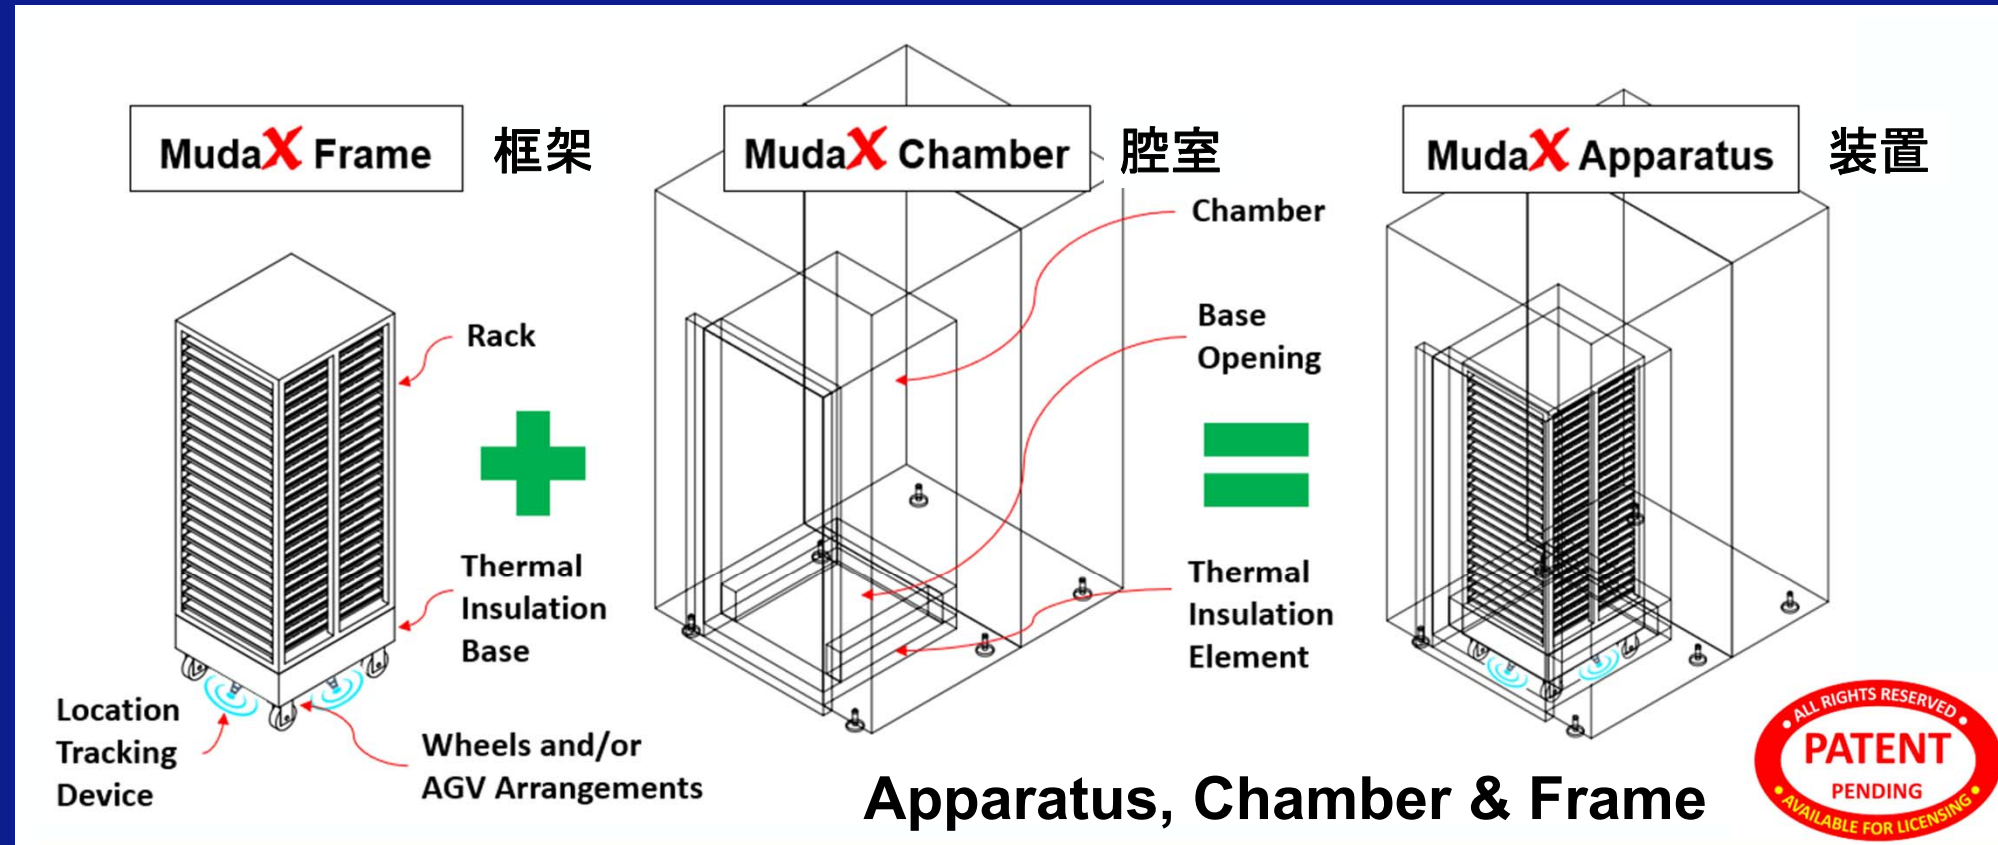 MudaX Frame 框架
Rack
Thermal
Insulation
Base
Location
Tracking
Device
Wheels and/or
AGV Arrangements
MudaX Chamber 腔室
Chamber
Base
Opening
Thermal
Insulation
Element
MudaX Apparatus 装置
Apparatus, Chamber & Frame
ALL RIGHTS RESERVED
PATENT
PENDING
AVAILABLE FOR LICENSING